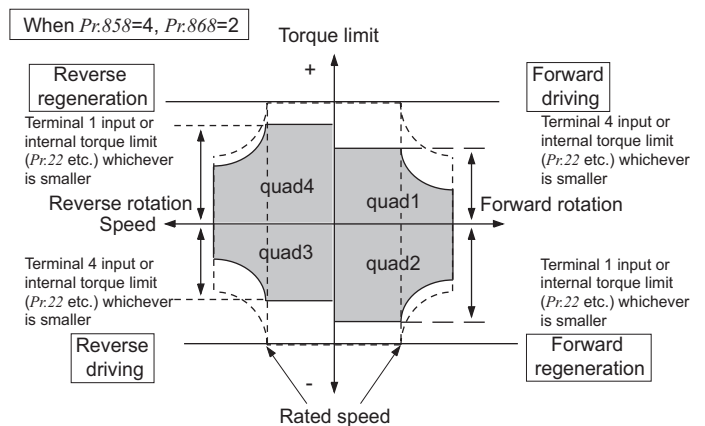 When Pr.858=4, Pr.868=2
Torque limit
+
Reverse
regeneration
Forward
driving
Terminal 1 input or
internal torque limit
(Pr.22 etc.) whichever
is smaller
Terminal 4 input or
internal torque limit
(Pr.22 etc.) whichever
is smaller
quad4
quad1
Reverse rotation
Speed
Forward rotation
quad3
quad2
Terminal 4 input or
internal torque limit
(Pr.22 etc.) whichever
is smaller
Terminal 1 input or
internal torque limit
(Pr.22 etc.) whichever
is smaller
Reverse
driving
Forward
regeneration
-
Rated speed